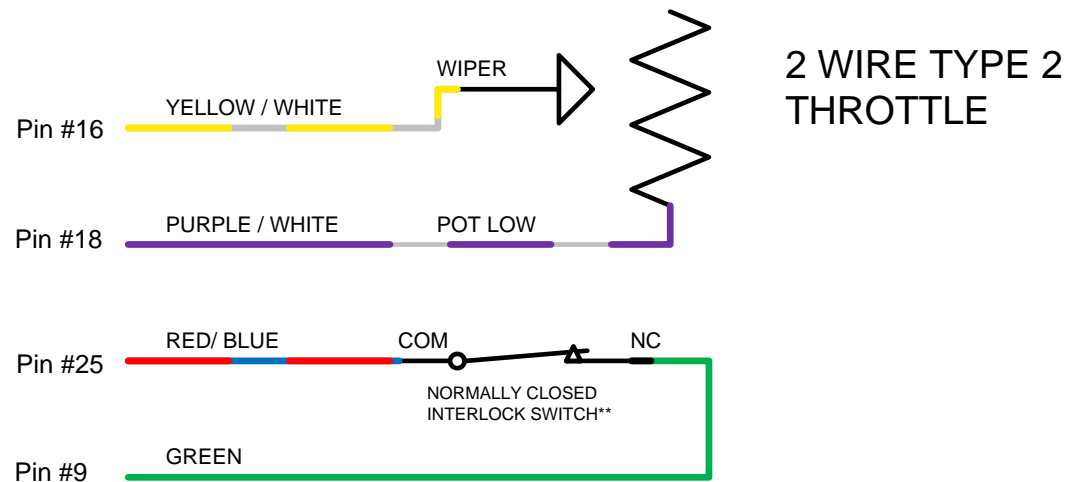 2 WIRE TYPE 2
THROTTLE
WIPER
YELLOW / WHITE
Pin #16
PURPLE / WHITE
POT LOW
Pin #18
RED/ BLUE
COM
NC
Pin #25
NORMALLY CLOSED
INTERLOCK SWITCH**
GREEN
Pin #9